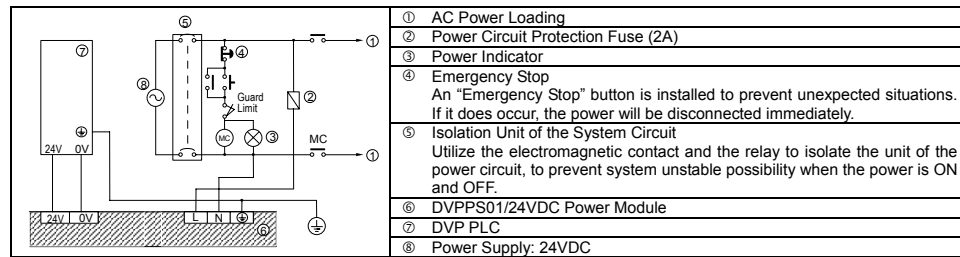 ⑤
⑦
①
④
⑧
Guard
Limit
②
MC
③
MC
①
24V 0V
24V 0V
L N
⑥
① AC Power Loading
② Power Circuit Protection Fuse (2A)
③ Power Indicator
④ Emergency Stop
An “Emergency Stop” button is installed to prevent unexpected situations.
If it does occur, the power will be disconnected immediately.
⑤ Isolation Unit of the System Circuit
Utilize the electromagnetic contact and the relay to isolate the unit of the
power circuit, to prevent system unstable possibility when the power is ON
and OFF.
⑥ DVPPS01/24VDC Power Module
⑦ DVP PLC
⑧ Power Supply: 24VDC